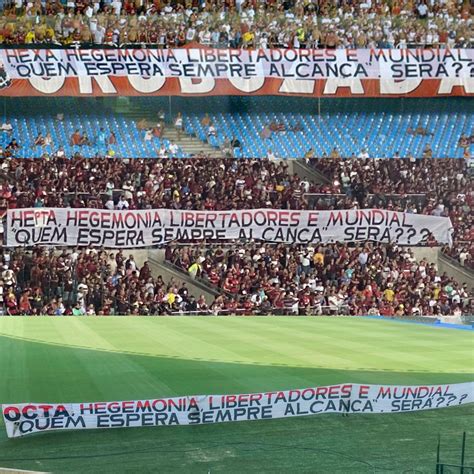 HEXA, HEGEMONIA, LIBERTADORES E MUNDIAL
"QUEM ESPERA SEMPRE ALCANÇA" SERÁ???
HEPTA, HEGEMONIA, LIBERTADORES E MUNDIAL
"QUEM ESPERA SEMPRE ALCANÇA", SERÁ???
OCTA, HEGEMONIA, LIBERTADORES E MUNDIAL
"QUEM ESPERA SEMPRE ALCANÇA" SERÁ???